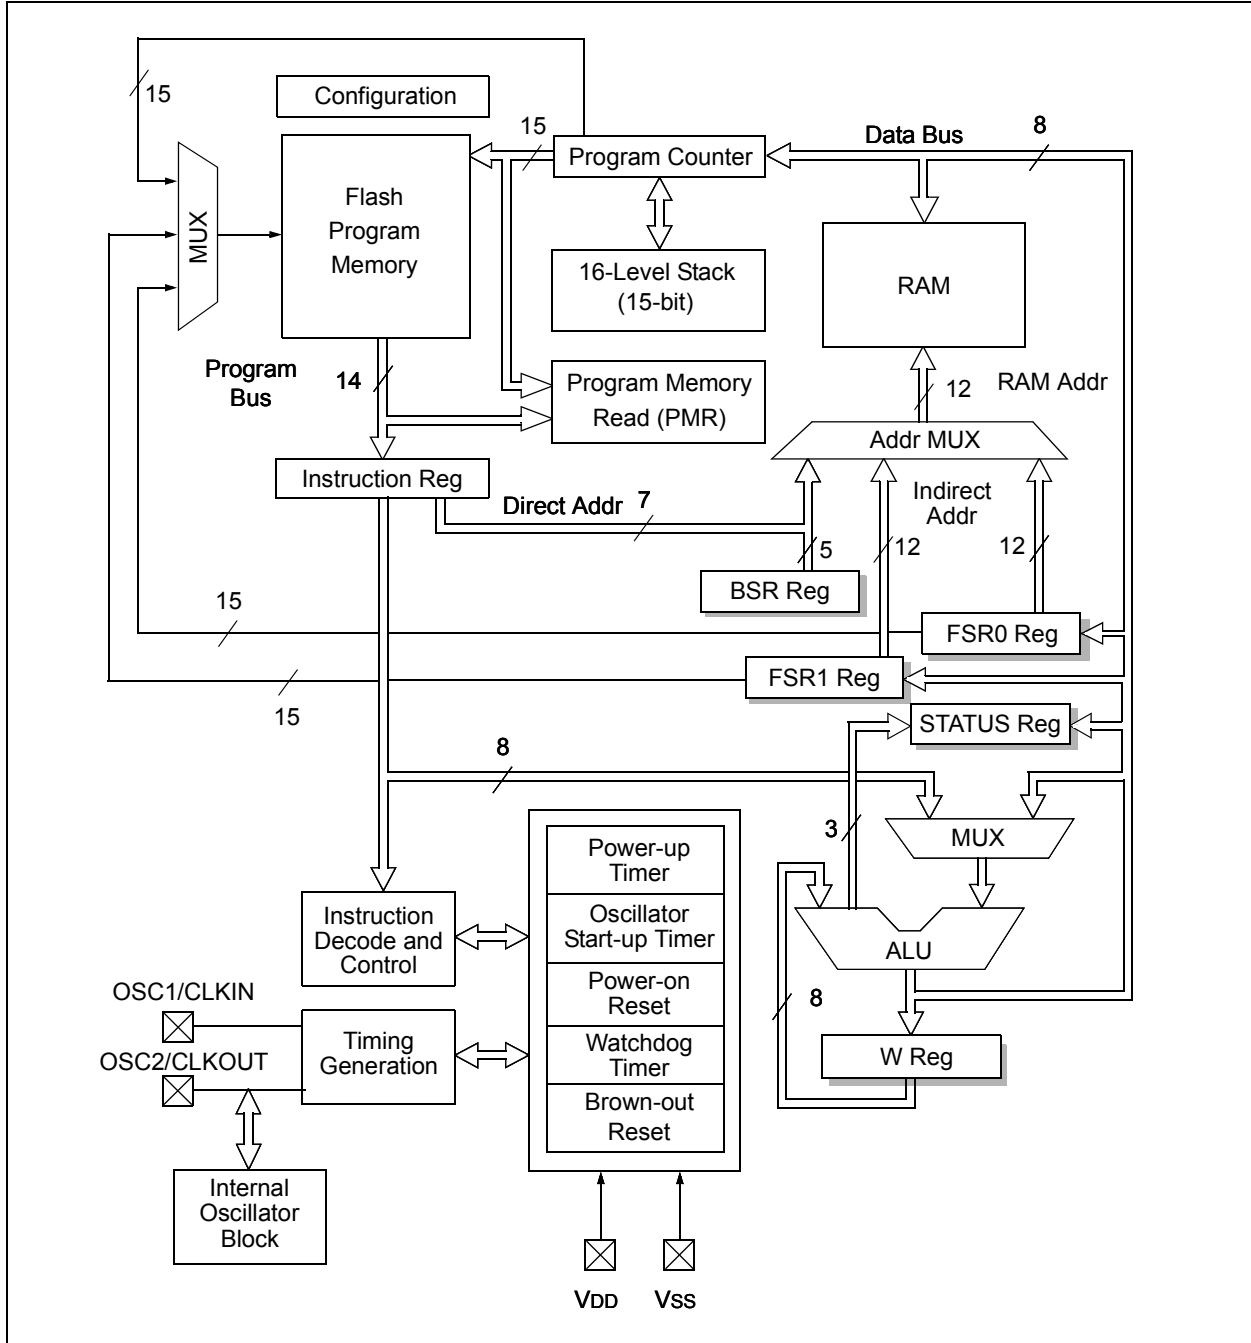 15
Configuration
15
Program Counter
Data Bus
8
MUX
Flash
Program
Memory
16-Level Stack
(15-bit)
RAM
Program
Bus
14
Program Memory
Read (PMR)
12
RAM Addr
Addr MUX
Instruction Reg
Direct Addr
7
Indirect
Addr
5
12
12
BSR Reg
15
FSR0 Reg
15
FSR1 Reg
STATUS Reg
8
3
MUX
Power-up
Timer
Oscillator
Start-up Timer
Power-on
Reset
Watchdog
Timer
Brown-out
Reset
Instruction
Decode and
Control
ALU
8
OSC1/CLKIN
OSC2/CLKOUT
Timing
Generation
W Reg
Internal
Oscillator
Block
VDD
VSS